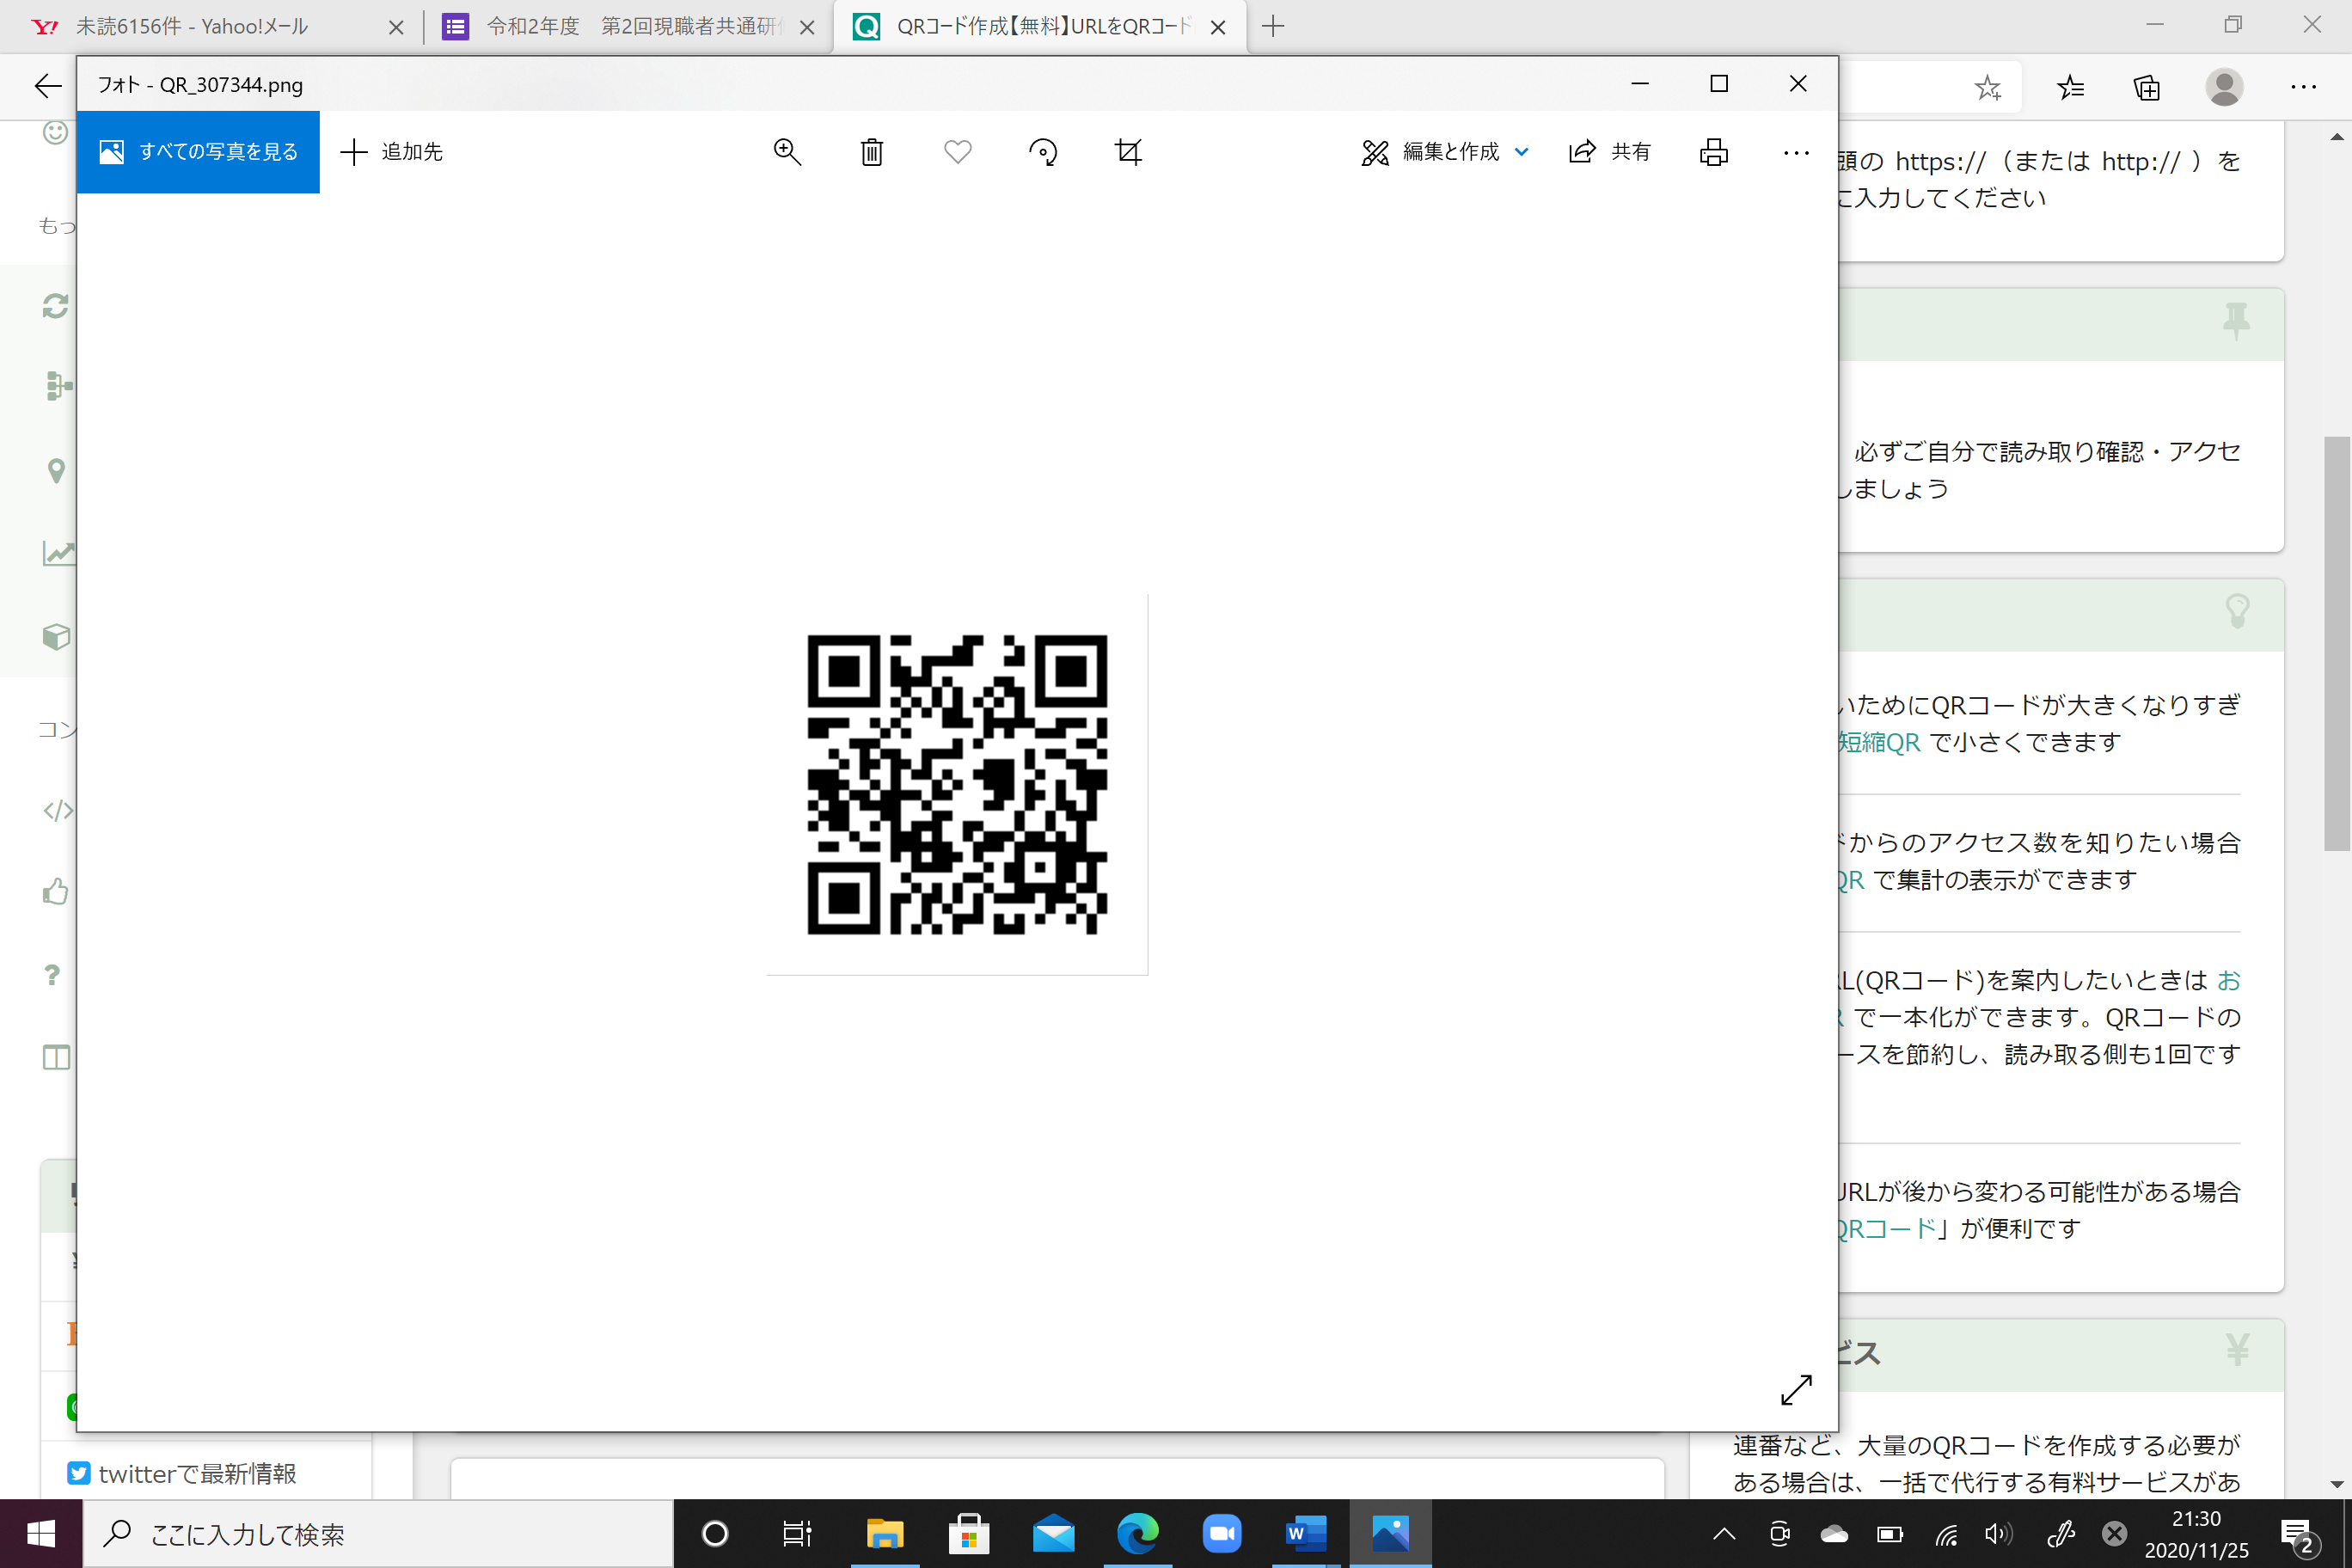 未読6156件 - Yahoo!メール
令和2年度　第2回現職者共通研
QRコード作成【無料】URLをQRコード
フォト - QR_307344.png
すべての写真を見る
追加先
編集と作成
共有
頭の https://（または http:// ）を
に入力してください
もっ
必ずご自分で読み取り確認・アクセ
しましょう
いためにQRコードが大きくなりすぎ
短縮QR で小さくできます
コン
ドからのアクセス数を知りたい場合
QR で集計の表示ができます
RL(QRコード)を案内したいときは お
R で一本化ができます。QRコードの
ースを節約し、読み取る側も1回です
URLが後から変わる可能性がある場合
QRコード」が便利です
ビス
連番など、大量のQRコードを作成する必要が
ある場合は、一括で代行する有料サービスがあ
twitterで最新情報
ここに入力して検索
21:30
2020/11/25
2